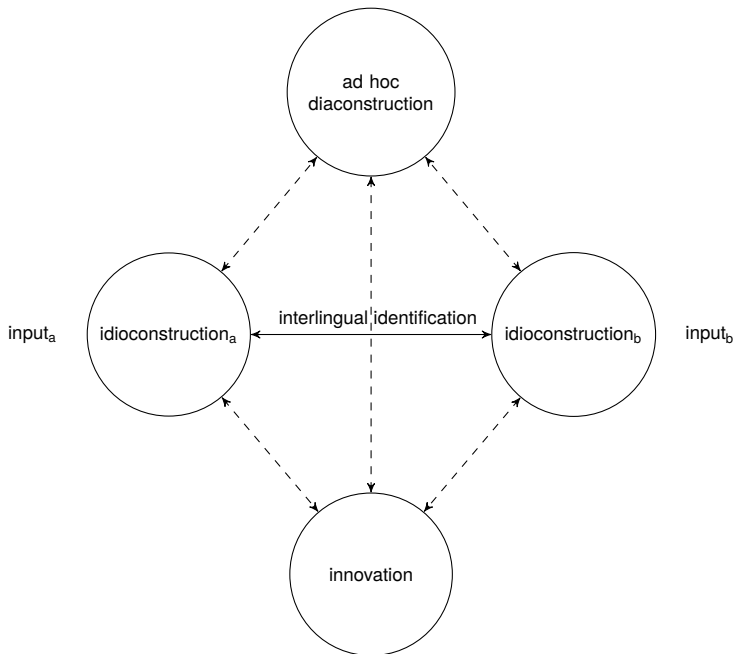 ad hoc
diaconstruction
interlingual identification
input_a
idioconstruction_a
idioconstruction_b
input_b
innovation